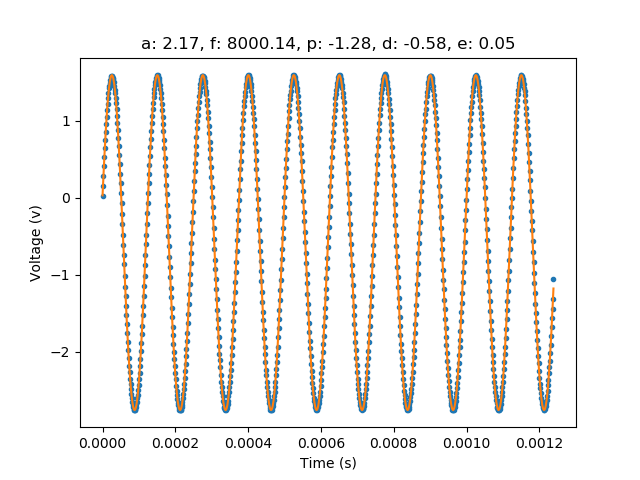 a: 2.17, f: 8000.14, p: -1.28, d: -0.58, e: 0.05
1
0
−1
−2
Voltage (v)
0.0000 0.0002 0.0004 0.0006 0.0008 0.0010 0.0012
Time (s)